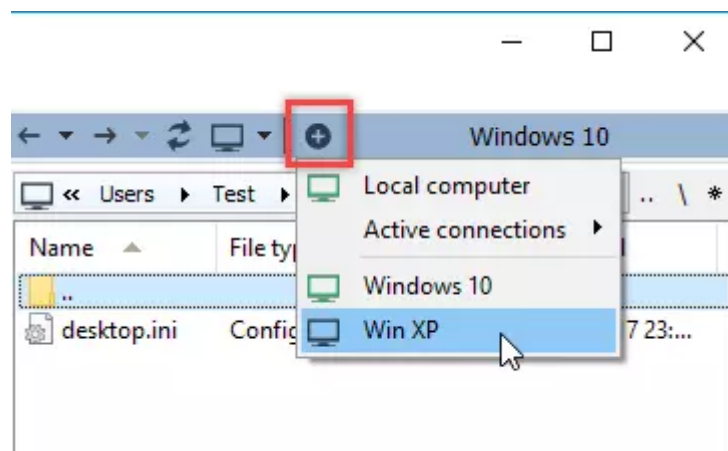 Windows 10
« Users Test .. \ *
Local computer
Active connections
Name File ty
..
Windows 10
desktop.ini Config Win XP 7 23:...